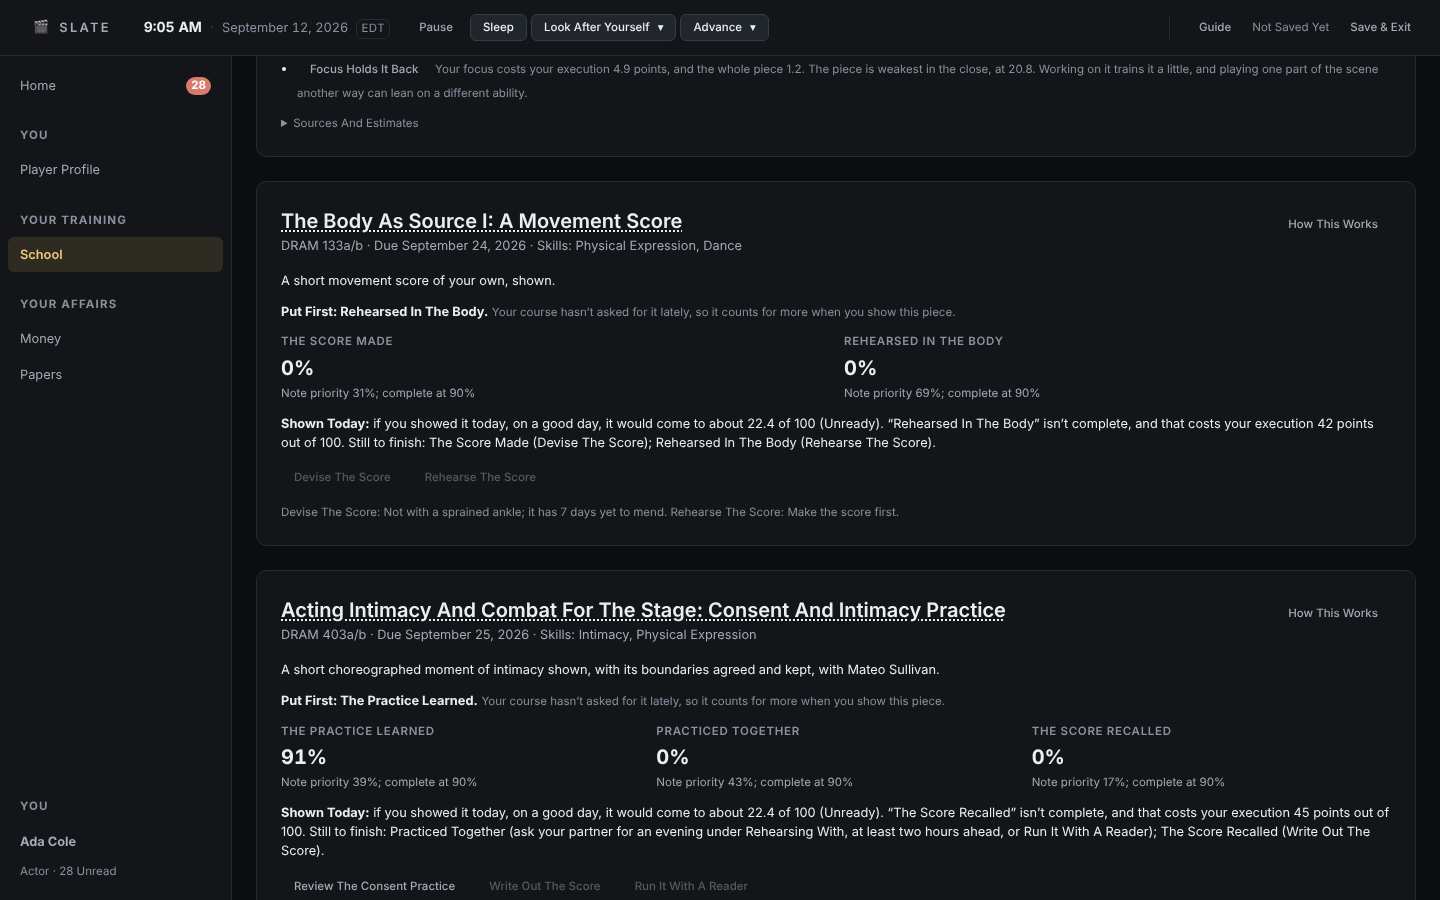 🎬 SLATE
9:05 AM · September 12, 2026 EDT
Pause
Sleep
Look After Yourself ▾
Advance ▾
Guide
Not Saved Yet
Save & Exit
Home 28
YOU
Player Profile
YOUR TRAINING
School
YOUR AFFAIRS
Money
Papers
YOU
Ada Cole
Actor · 28 Unread
• Focus Holds It Back Your focus costs your execution 4.9 points, and the whole piece 1.2. The piece is weakest in the close, at 20.8. Working on it trains it a little, and playing one part of the scene
another way can lean on a different ability.
▶ Sources And Estimates
The Body As Source I: A Movement Score
How This Works
DRAM 133a/b · Due September 24, 2026 · Skills: Physical Expression, Dance
A short movement score of your own, shown.
Put First: Rehearsed In The Body. Your course hasn't asked for it lately, so it counts for more when you show this piece.
THE SCORE MADE
0%
Note priority 31%; complete at 90%
REHEARSED IN THE BODY
0%
Note priority 69%; complete at 90%
Shown Today: if you showed it today, on a good day, it would come to about 22.4 of 100 (Unready). “Rehearsed In The Body” isn't complete, and that costs your execution 42 points
out of 100. Still to finish: The Score Made (Devise The Score); Rehearsed In The Body (Rehearse The Score).
Devise The Score
Rehearse The Score
Devise The Score: Not with a sprained ankle; it has 7 days yet to mend. Rehearse The Score: Make the score first.
Acting Intimacy And Combat For The Stage: Consent And Intimacy Practice
How This Works
DRAM 403a/b · Due September 25, 2026 · Skills: Intimacy, Physical Expression
A short choreographed moment of intimacy shown, with its boundaries agreed and kept, with Mateo Sullivan.
Put First: The Practice Learned. Your course hasn't asked for it lately, so it counts for more when you show this piece.
THE PRACTICE LEARNED
91%
Note priority 39%; complete at 90%
PRACTICED TOGETHER
0%
Note priority 43%; complete at 90%
THE SCORE RECALLED
0%
Note priority 17%; complete at 90%
Shown Today: if you showed it today, on a good day, it would come to about 22.4 of 100 (Unready). “The Score Recalled” isn't complete, and that costs your execution 45 points out of
100. Still to finish: Practiced Together (ask your partner for an evening under Rehearsing With, at least two hours ahead, or Run It With A Reader); The Score Recalled (Write Out The
Score).
Review The Consent Practice
Write Out The Score
Run It With A Reader